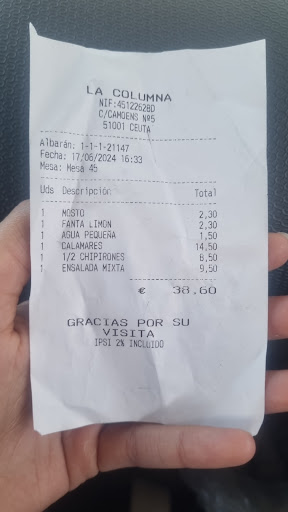 LA COLUMNA
NIF:45122628D
C/CAMOENS Nº5
51001 CEUTA
Albarán: 1-1-1-21147
Fecha: 17/06/2024 16:33
Mesa: Mesa 45
Uds Descripción Total
1 MOSTO 2,30
1 FANTA LIMON 2,30
1 AGUA PEQUEÑA 1,50
1 CALAMARES 14,50
1 1/2 CHIPIRONES 8,50
1 ENSALADA MIXTA 9,50
€ 38,60
GRACIAS POR SU
VISITA
IPSI 2% INCLUIDO